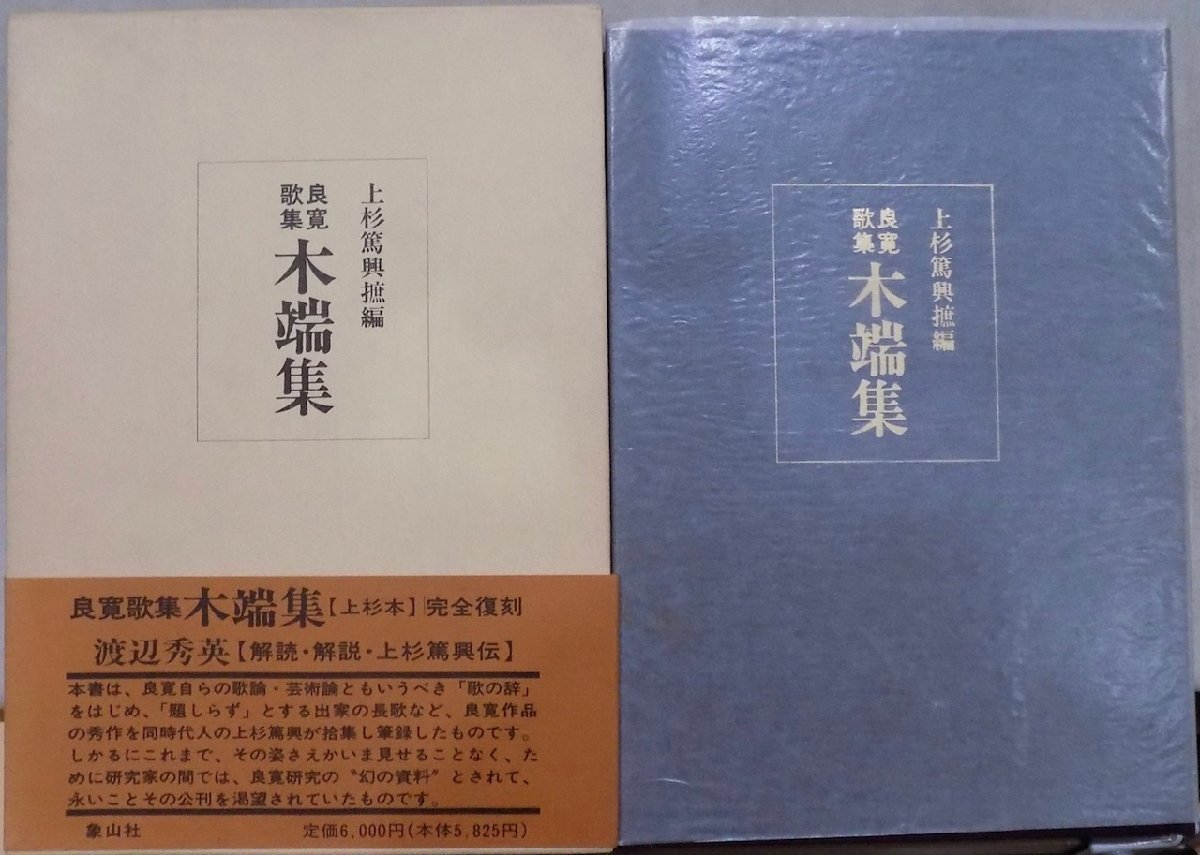 上杉篤興摭編
良寛
歌集
木端集
良寛歌集木端集【上杉本】完全復刻
渡辺秀英【解読・解説・上杉篤興伝】
本書は、良寛自らの歌論・芸術論ともいうべき「歌の辞」
をはじめ、「題しらず」とする出家の長歌など、良寛作品
の秀作を同時代人の上杉篤興が拾集し筆録したものです。
しかるにこれまで、その姿さえかいま見せることなく、た
めに研究家の間では、良寛研究の〝幻の資料〟とされて、
永いことその公刊を渇望されていたものです。
象山社
定価6,000円(本体5,825円)
上杉篤興摭編
良寛
歌集
木端集